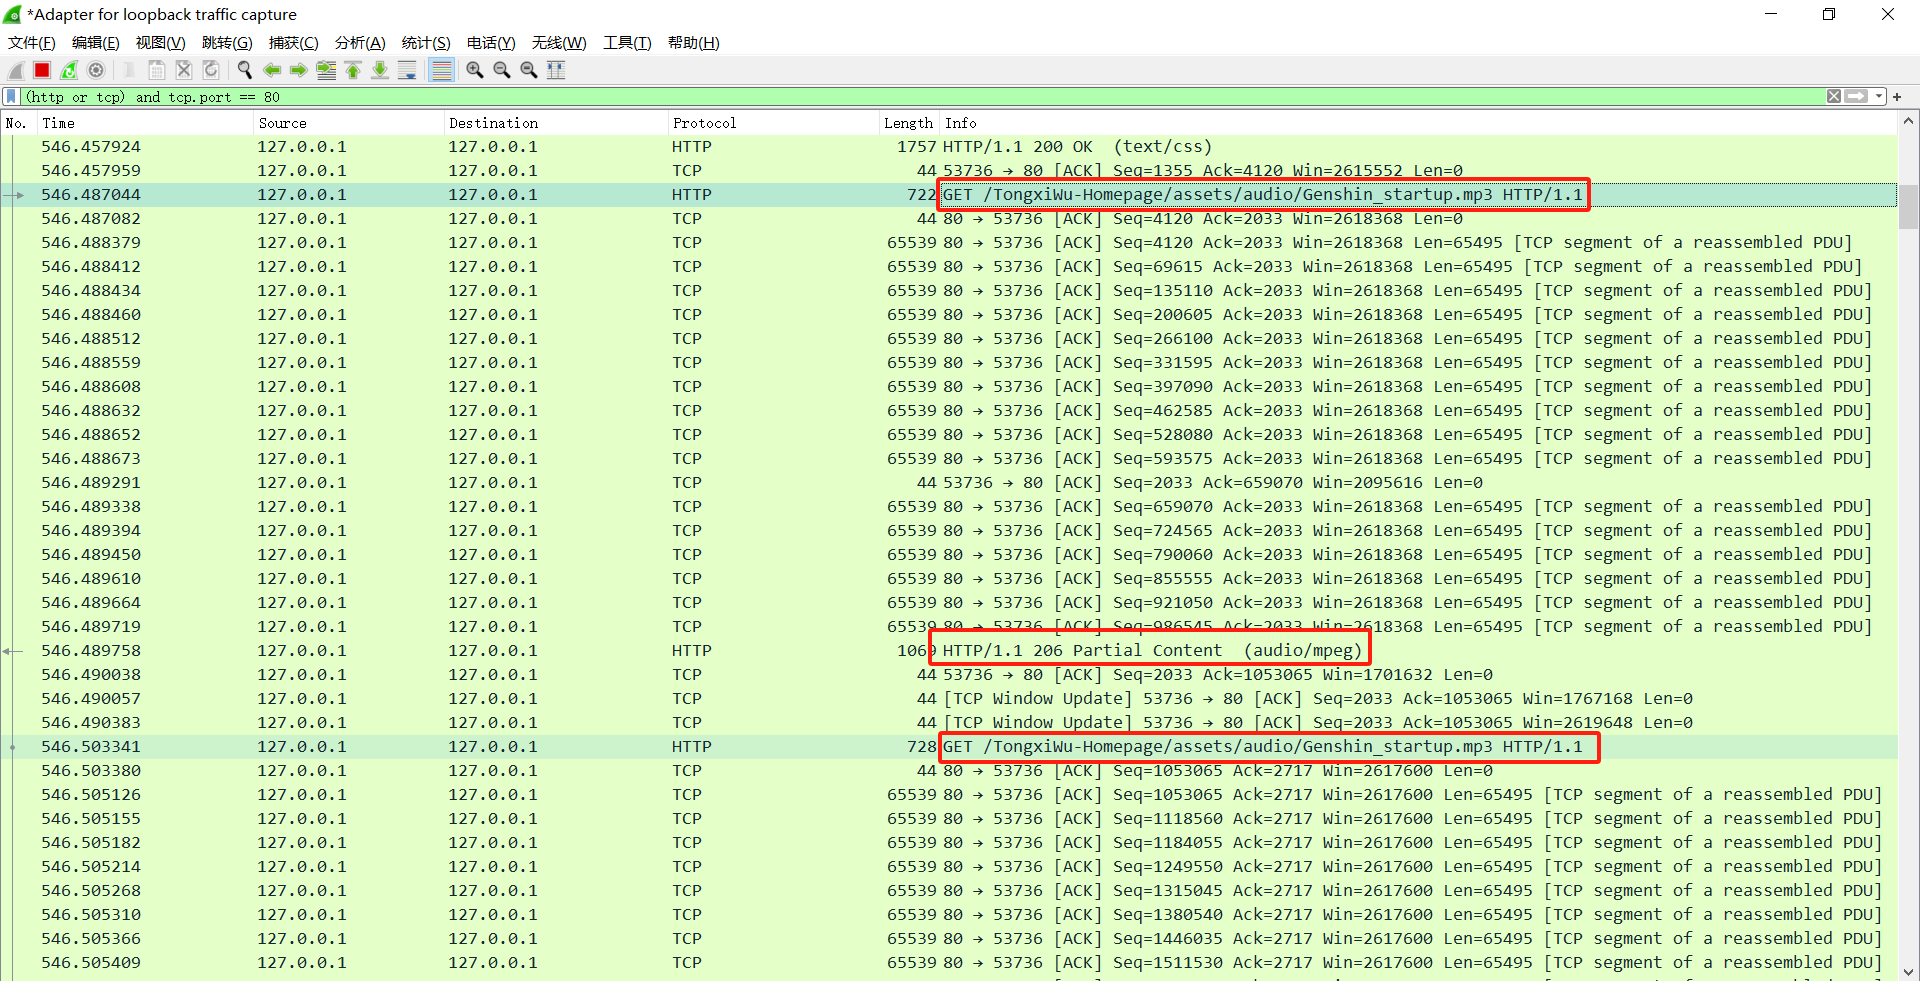 *Adapter for loopback traffic capture
文件(F) 编辑(E) 视图(V) 跳转(G) 捕获(C) 分析(A) 统计(S) 电话(Y) 无线(W) 工具(T) 帮助(H)
(http or tcp) and tcp.port == 80
No. Time Source Destination Protocol Length Info
546.457924 127.0.0.1 127.0.0.1 HTTP 1757 HTTP/1.1 200 OK (text/css)
546.457959 127.0.0.1 127.0.0.1 TCP 44 53736 → 80 [ACK] Seq=1355 Ack=4120 Win=2615552 Len=0
546.487044 127.0.0.1 127.0.0.1 HTTP 722 GET /TongxiWu-Homepage/assets/audio/Genshin_startup.mp3 HTTP/1.1
546.487082 127.0.0.1 127.0.0.1 TCP 44 80 → 53736 [ACK] Seq=4120 Ack=2033 Win=2618368 Len=0
546.488379 127.0.0.1 127.0.0.1 TCP 65539 80 → 53736 [ACK] Seq=4120 Ack=2033 Win=2618368 Len=65495 [TCP segment of a reassembled PDU]
546.488412 127.0.0.1 127.0.0.1 TCP 65539 80 → 53736 [ACK] Seq=69615 Ack=2033 Win=2618368 Len=65495 [TCP segment of a reassembled PDU]
546.488434 127.0.0.1 127.0.0.1 TCP 65539 80 → 53736 [ACK] Seq=135110 Ack=2033 Win=2618368 Len=65495 [TCP segment of a reassembled PDU]
546.488460 127.0.0.1 127.0.0.1 TCP 65539 80 → 53736 [ACK] Seq=200605 Ack=2033 Win=2618368 Len=65495 [TCP segment of a reassembled PDU]
546.488512 127.0.0.1 127.0.0.1 TCP 65539 80 → 53736 [ACK] Seq=266100 Ack=2033 Win=2618368 Len=65495 [TCP segment of a reassembled PDU]
546.488559 127.0.0.1 127.0.0.1 TCP 65539 80 → 53736 [ACK] Seq=331595 Ack=2033 Win=2618368 Len=65495 [TCP segment of a reassembled PDU]
546.488608 127.0.0.1 127.0.0.1 TCP 65539 80 → 53736 [ACK] Seq=397090 Ack=2033 Win=2618368 Len=65495 [TCP segment of a reassembled PDU]
546.488632 127.0.0.1 127.0.0.1 TCP 65539 80 → 53736 [ACK] Seq=462585 Ack=2033 Win=2618368 Len=65495 [TCP segment of a reassembled PDU]
546.488652 127.0.0.1 127.0.0.1 TCP 65539 80 → 53736 [ACK] Seq=528080 Ack=2033 Win=2618368 Len=65495 [TCP segment of a reassembled PDU]
546.488673 127.0.0.1 127.0.0.1 TCP 65539 80 → 53736 [ACK] Seq=593575 Ack=2033 Win=2618368 Len=65495 [TCP segment of a reassembled PDU]
546.489291 127.0.0.1 127.0.0.1 TCP 44 53736 → 80 [ACK] Seq=2033 Ack=659070 Win=2095616 Len=0
546.489338 127.0.0.1 127.0.0.1 TCP 65539 80 → 53736 [ACK] Seq=659070 Ack=2033 Win=2618368 Len=65495 [TCP segment of a reassembled PDU]
546.489394 127.0.0.1 127.0.0.1 TCP 65539 80 → 53736 [ACK] Seq=724565 Ack=2033 Win=2618368 Len=65495 [TCP segment of a reassembled PDU]
546.489450 127.0.0.1 127.0.0.1 TCP 65539 80 → 53736 [ACK] Seq=790060 Ack=2033 Win=2618368 Len=65495 [TCP segment of a reassembled PDU]
546.489610 127.0.0.1 127.0.0.1 TCP 65539 80 → 53736 [ACK] Seq=855555 Ack=2033 Win=2618368 Len=65495 [TCP segment of a reassembled PDU]
546.489664 127.0.0.1 127.0.0.1 TCP 65539 80 → 53736 [ACK] Seq=921050 Ack=2033 Win=2618368 Len=65495 [TCP segment of a reassembled PDU]
546.489719 127.0.0.1 127.0.0.1 TCP 65539 80 → 53736 [ACK] Seq=986545 Ack=2033 Win=2618368 Len=65495 [TCP segment of a reassembled PDU]
546.489758 127.0.0.1 127.0.0.1 HTTP 1069 HTTP/1.1 206 Partial Content (audio/mpeg)
546.490038 127.0.0.1 127.0.0.1 TCP 44 53736 → 80 [ACK] Seq=2033 Ack=1053065 Win=1701632 Len=0
546.490057 127.0.0.1 127.0.0.1 TCP 44 [TCP Window Update] 53736 → 80 [ACK] Seq=2033 Ack=1053065 Win=1767168 Len=0
546.490383 127.0.0.1 127.0.0.1 TCP 44 [TCP Window Update] 53736 → 80 [ACK] Seq=2033 Ack=1053065 Win=2619648 Len=0
546.503341 127.0.0.1 127.0.0.1 HTTP 728 GET /TongxiWu-Homepage/assets/audio/Genshin_startup.mp3 HTTP/1.1
546.503380 127.0.0.1 127.0.0.1 TCP 44 80 → 53736 [ACK] Seq=1053065 Ack=2717 Win=2617600 Len=0
546.505126 127.0.0.1 127.0.0.1 TCP 65539 80 → 53736 [ACK] Seq=1053065 Ack=2717 Win=2617600 Len=65495 [TCP segment of a reassembled PDU]
546.505155 127.0.0.1 127.0.0.1 TCP 65539 80 → 53736 [ACK] Seq=1118560 Ack=2717 Win=2617600 Len=65495 [TCP segment of a reassembled PDU]
546.505182 127.0.0.1 127.0.0.1 TCP 65539 80 → 53736 [ACK] Seq=1184055 Ack=2717 Win=2617600 Len=65495 [TCP segment of a reassembled PDU]
546.505214 127.0.0.1 127.0.0.1 TCP 65539 80 → 53736 [ACK] Seq=1249550 Ack=2717 Win=2617600 Len=65495 [TCP segment of a reassembled PDU]
546.505268 127.0.0.1 127.0.0.1 TCP 65539 80 → 53736 [ACK] Seq=1315045 Ack=2717 Win=2617600 Len=65495 [TCP segment of a reassembled PDU]
546.505310 127.0.0.1 127.0.0.1 TCP 65539 80 → 53736 [ACK] Seq=1380540 Ack=2717 Win=2617600 Len=65495 [TCP segment of a reassembled PDU]
546.505366 127.0.0.1 127.0.0.1 TCP 65539 80 → 53736 [ACK] Seq=1446035 Ack=2717 Win=2617600 Len=65495 [TCP segment of a reassembled PDU]
546.505409 127.0.0.1 127.0.0.1 TCP 65539 80 → 53736 [ACK] Seq=1511530 Ack=2717 Win=2617600 Len=65495 [TCP segment of a reassembled PDU]